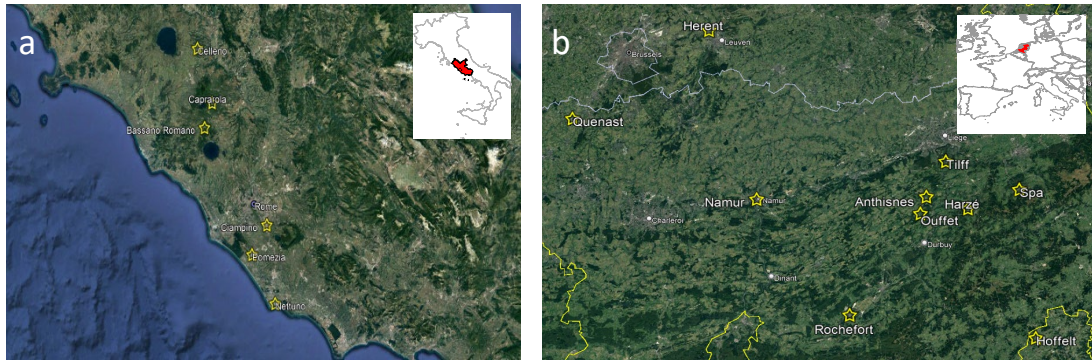 a
Celleno
Caprarola
Bassano Romano
Rome
Ciampino
Pomezia
Nettuno
b
Herent
Leuven
Brussels
Quenast
Liège
Tilff
Spa
Namur
Namur
Anthisnes
Harzé
Ouffet
Charleroi
Durbuy
Dinant
Rochefort
Hoffelt